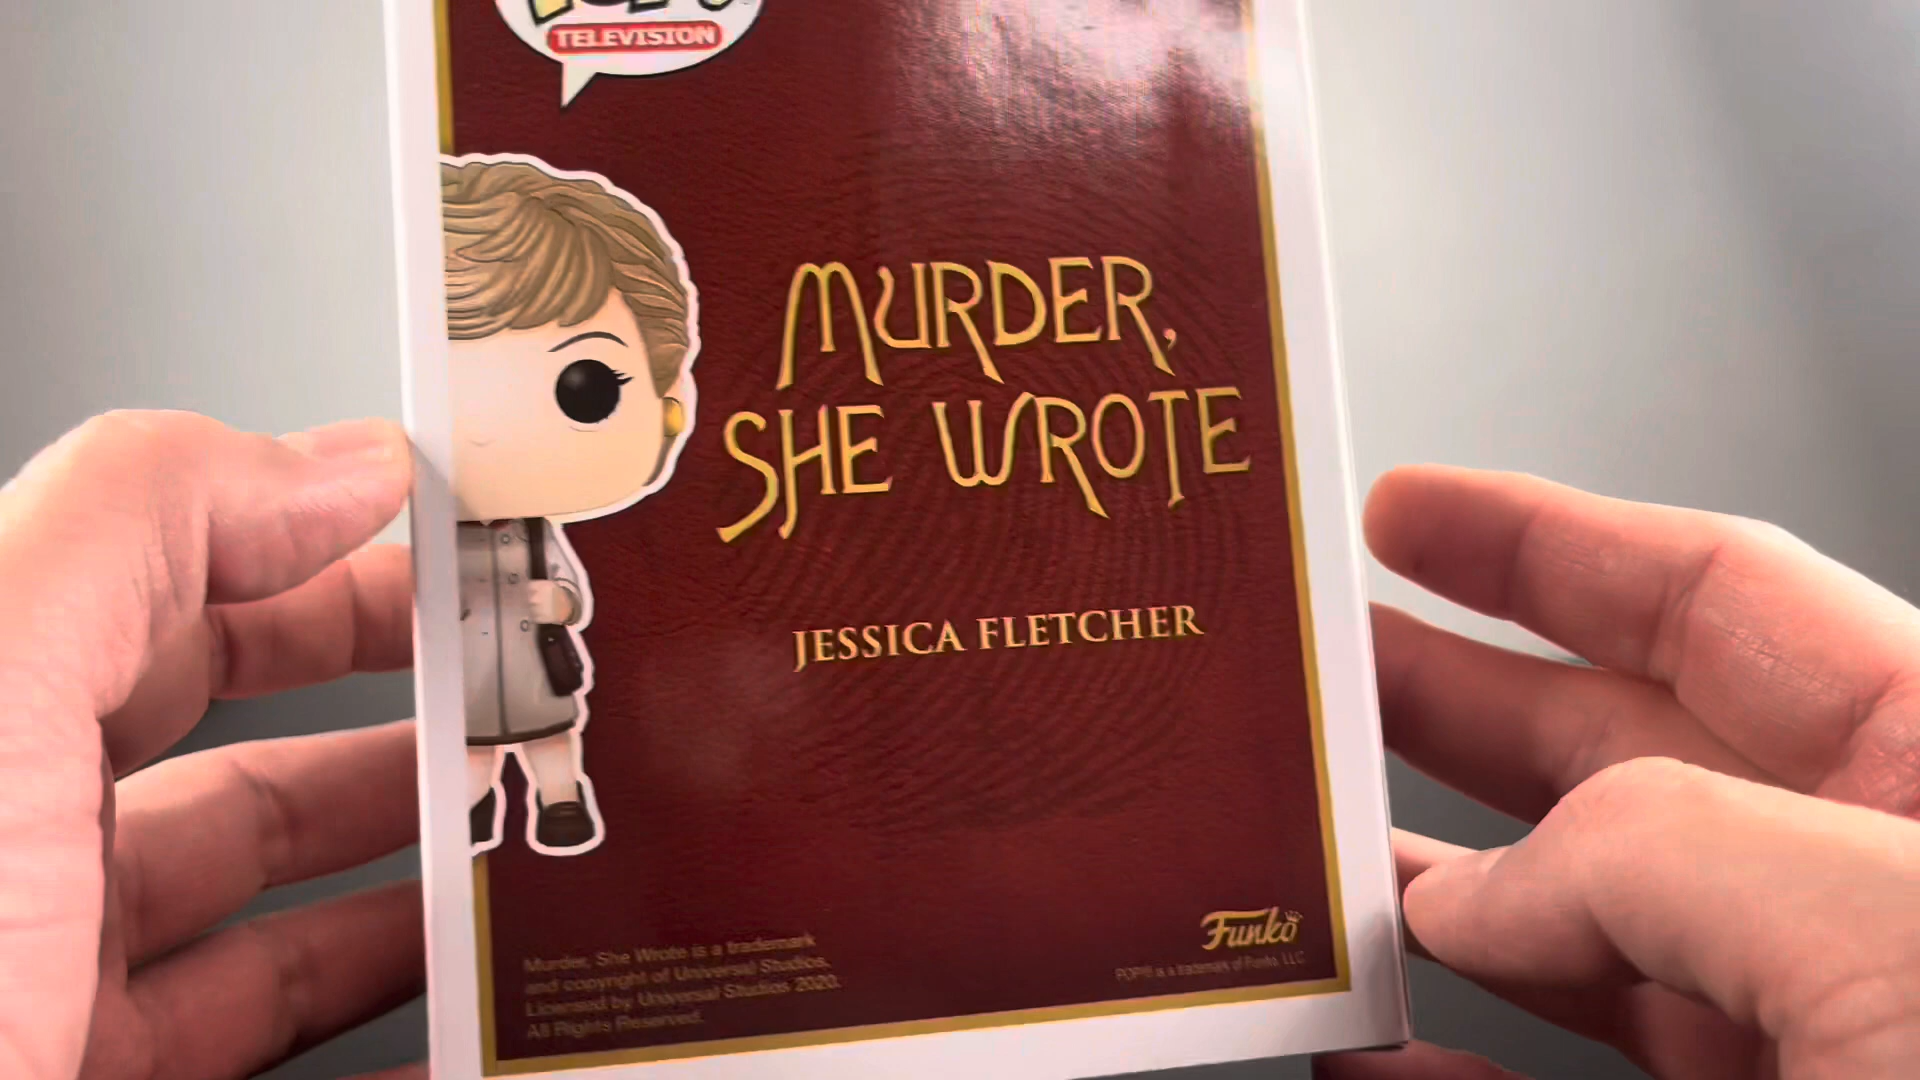 TELEVISION
MURDER,
SHE WROTE
JESSICA FLETCHER
Funko
Murder, She Wrote is a trademark
and copyright of Universal Studios.
Licensed by Universal Studios 2020.
All Rights Reserved.
POP!® is a trademark of Funko, LLC